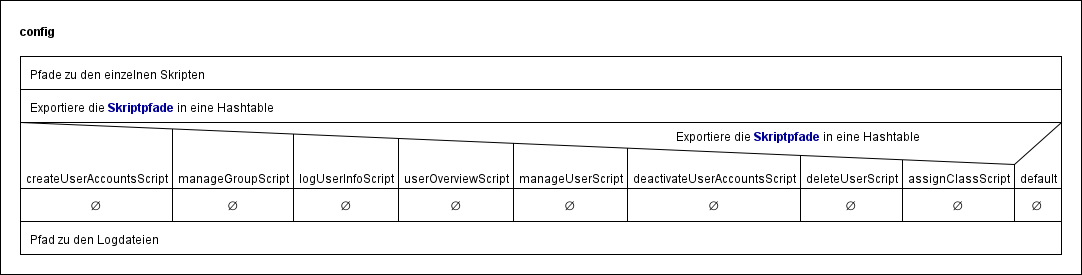 config
Pfade zu den einzelnen Skripten
Exportiere die Skriptpfade in eine Hashtable
Exportiere die Skriptpfade in eine Hashtable
createUserAccountsScript manageGroupScript logUserInfoScript userOverviewScript manageUserScript deactivateUserAccountsScript deleteUserScript assignClassScript default
∅ ∅ ∅ ∅ ∅ ∅ ∅ ∅ ∅
Pfad zu den Logdateien